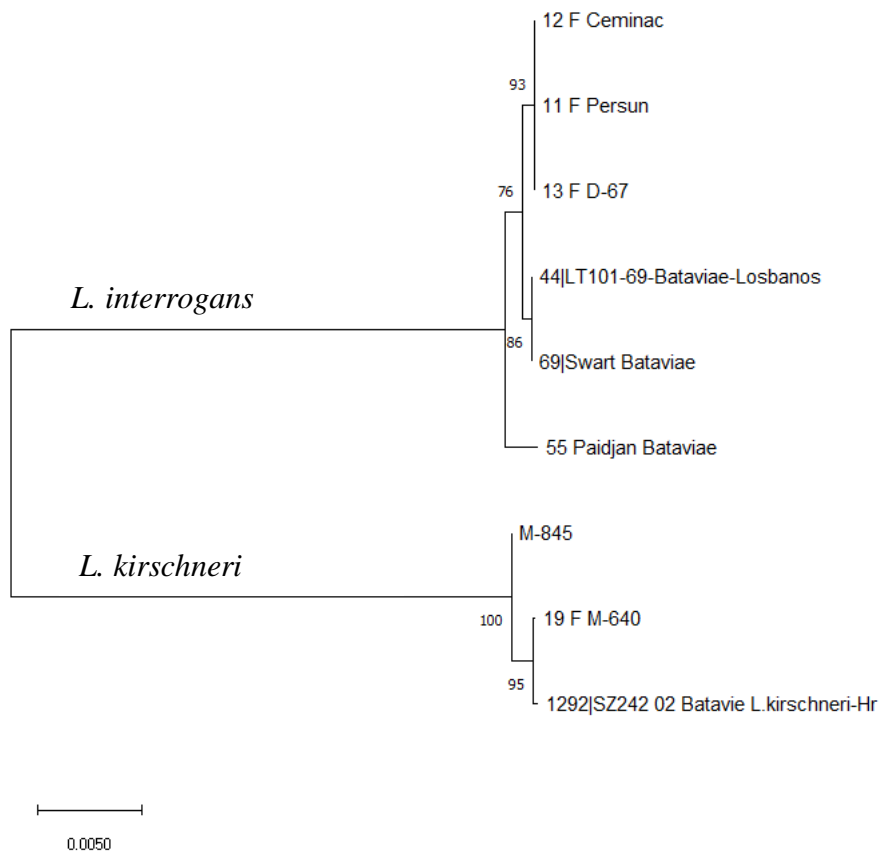 12 F Ceminac
93
11 F Persun
76
13 F D-67
44|LT101-69-Bataviae-Losbanos
L. interrogans
86
69|Swart Bataviae
55 Paidjan Bataviae
M-845
L. kirschneri
100
19 F M-640
95
1292|SZ242 02 Batavie L.kirschneri-Hr
0.0050